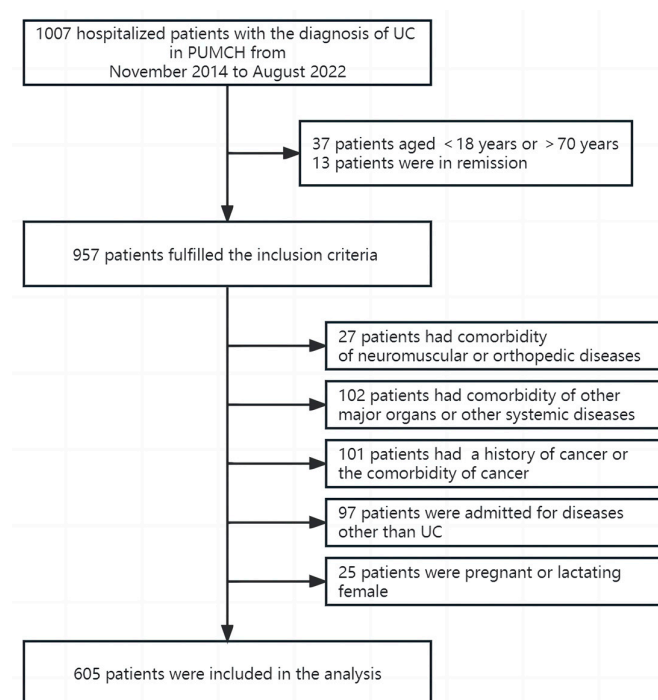 1007 hospitalized patients with the diagnosis of UC
in PUMCH from
November 2014 to August 2022
37 patients aged <18 years or >70 years
13 patients were in remission
957 patients fulfilled the inclusion criteria
27 patients had comorbidity
of neuromuscular or orthopedic diseases
102 patients had comorbidity of other
major organs or other systemic diseases
101 patients had a history of cancer or
the comorbidity of cancer
97 patients were admitted for diseases
other than UC
25 patients were pregnant or lactating
female
605 patients were included in the analysis